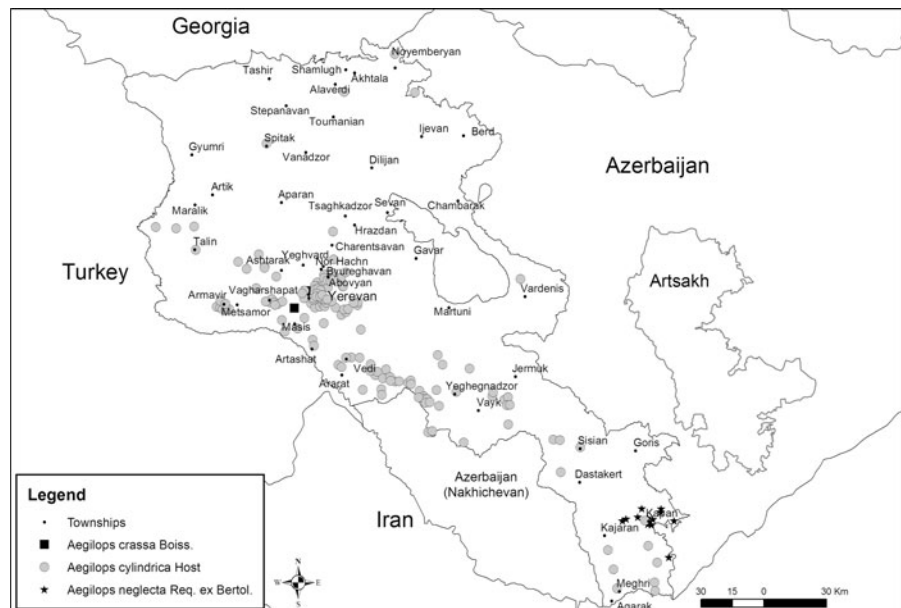 Georgia
Noyemberyan
Tashir
Shamlugh
Akhtala
Alaverdi
Stepanavan
Toumanian
Ijevan
Berd
Spitak
Gyumri
Vanadzor
Dilijan
Azerbaijan
Artik
Aparan
Maralik
Tsaghkadzor
Sevan
Chambarak
Hrazdan
Talin
Charentsavan
Gavar
Turkey
Ashtarak
Yeghvard
Nor Hachn
Byureghavan
Abovyan
Artsakh
Armavir
Vagharshapat
Yerevan
Vardenis
Metsamor
Martuni
Masis
Artashat
Vedi
Jermuk
Ararat
Yeghegnadzor
Vayk
Sisian
Goris
Azerbaijan
(Nakhichevan)
Dastakert
Iran
Kapan
Kajaran
Meghri
Agarak
Legend
Townships
Aegilops crassa Boiss.
Aegilops cylindrica Host
Aegilops neglecta Req. ex Bertol.
N
W E
S
30 15 0 30 Km